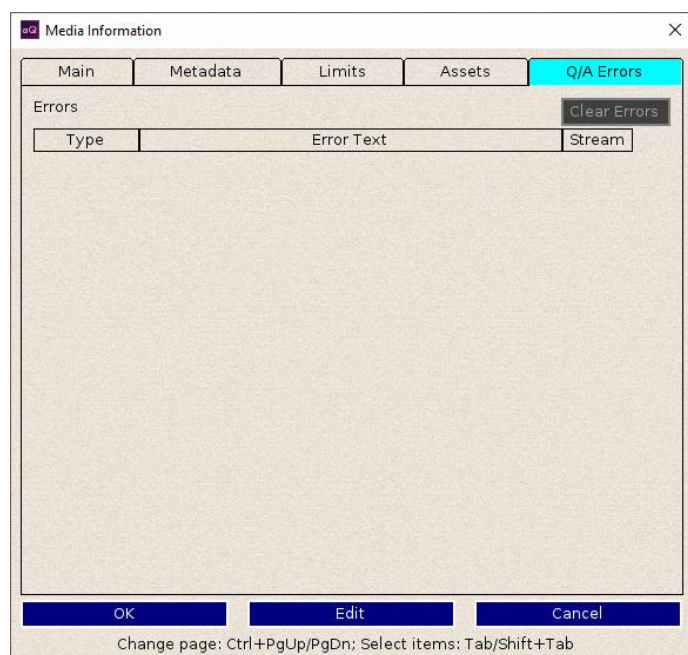 aQ Media Information
Main Metadata Limits Assets Q/A Errors
Errors Clear Errors
Type Error Text Stream
OK Edit Cancel
Change page: Ctrl+PgUp/PgDn; Select items: Tab/Shift+Tab